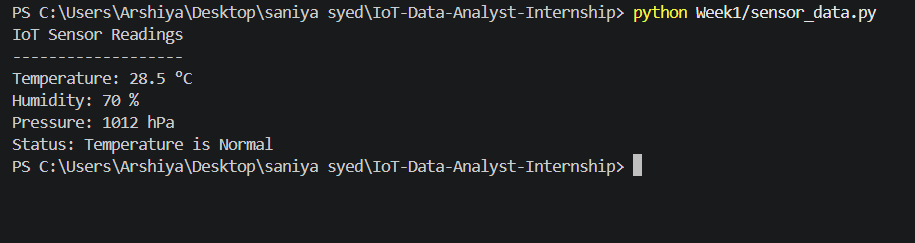 PS C:\Users\Arshiya\Desktop\saniya syed\IoT-Data-Analyst-Internship> python Week1/sensor_data.py
IoT Sensor Readings
-------------------
Temperature: 28.5 °C
Humidity: 70 %
Pressure: 1012 hPa
Status: Temperature is Normal
PS C:\Users\Arshiya\Desktop\saniya syed\IoT-Data-Analyst-Internship>